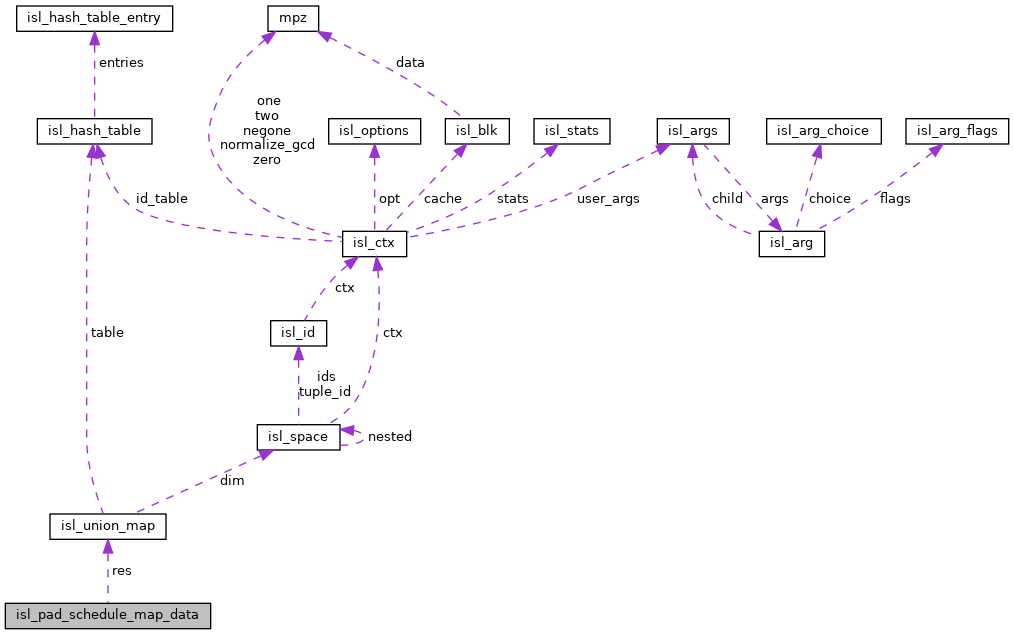 isl_hash_table_entry
mpz
entries
data
one
two
negone
normalize_gcd
zero
isl_hash_table
isl_options
isl_blk
isl_stats
isl_args
isl_arg_choice
isl_arg_flags
id_table
opt
cache
stats
user_args
child
args
choice
flags
isl_ctx
isl_arg
ctx
table
isl_id
ctx
ids
tuple_id
isl_space
nested
dim
isl_union_map
res
isl_pad_schedule_map_data